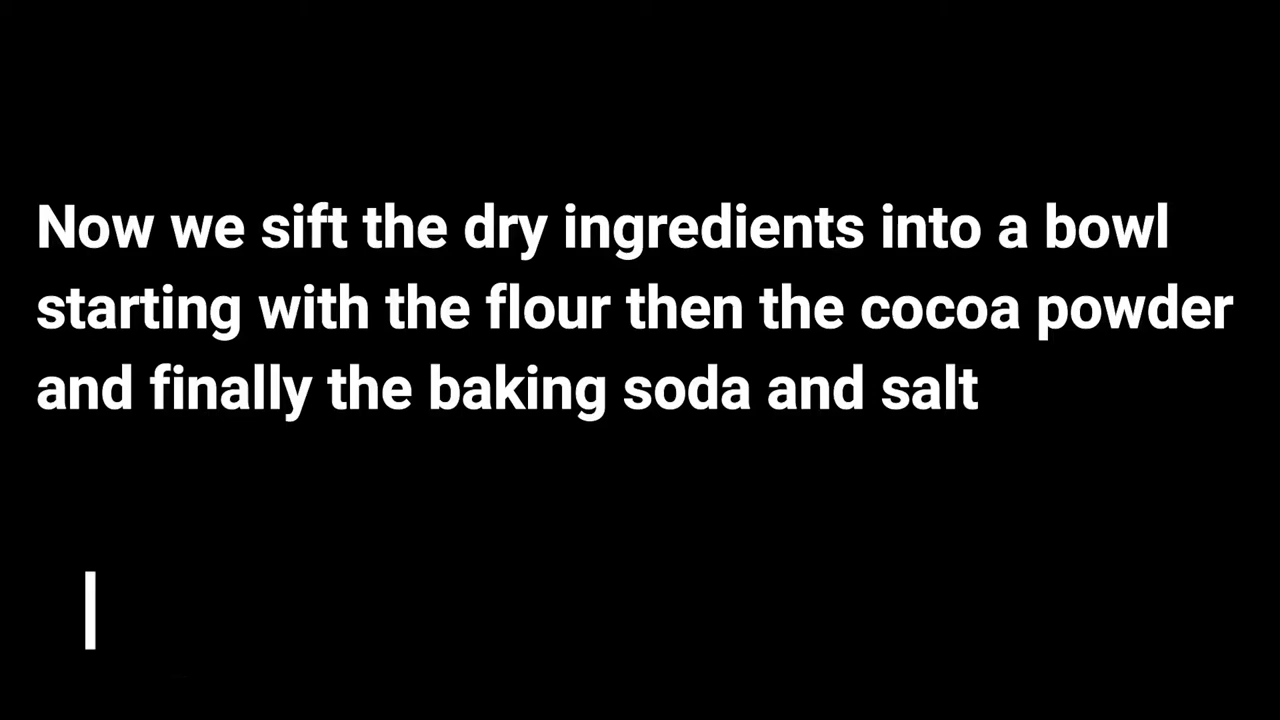 Now we sift the dry ingredients into a bowl
starting with the flour then the cocoa powder
and finally the baking soda and salt